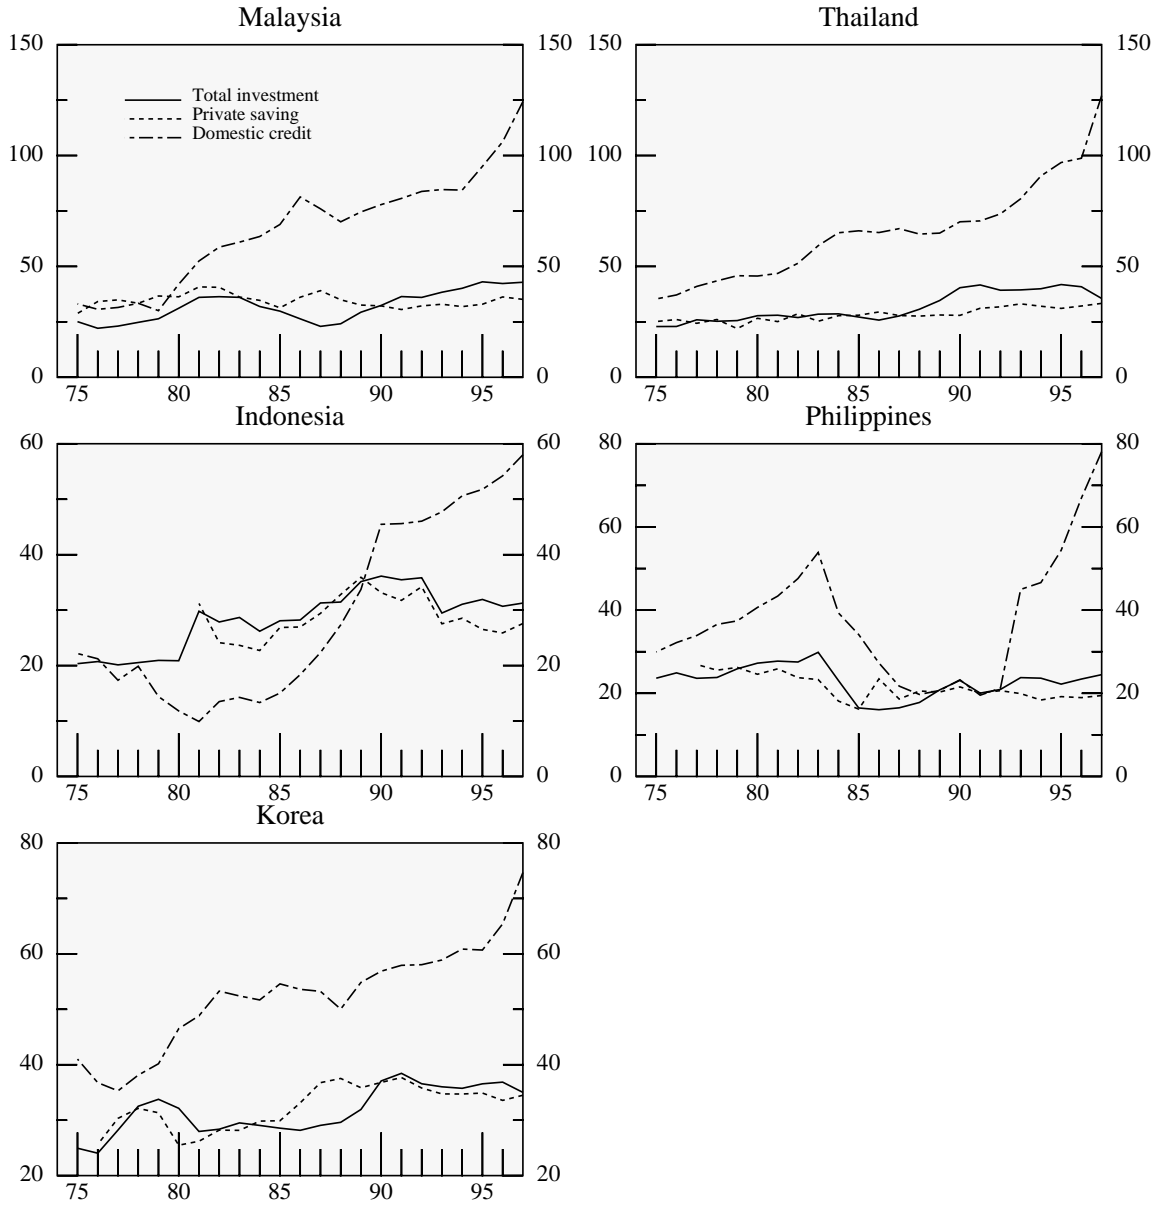 Malaysia
150 150
Total investment
Private saving
Domestic credit
100 100
50 50
0 0
75 80 85 90 95
Thailand
150 150
100 100
50 50
0 0
75 80 85 90 95
Indonesia
60 60
40 40
20 20
0 0
75 80 85 90 95
Philippines
80 80
60 60
40 40
20 20
0 0
75 80 85 90 95
Korea
80 80
60 60
40 40
20 20
75 80 85 90 95